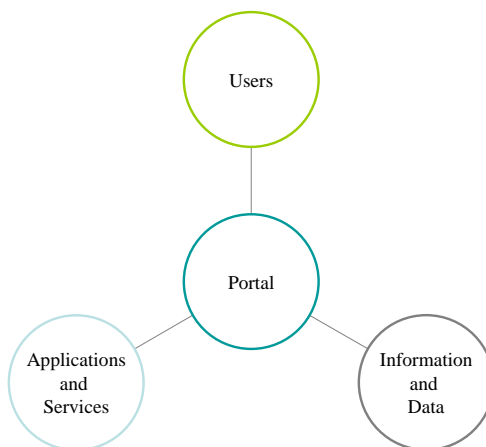 Users
Portal
Applications
and
Services
Information
and
Data